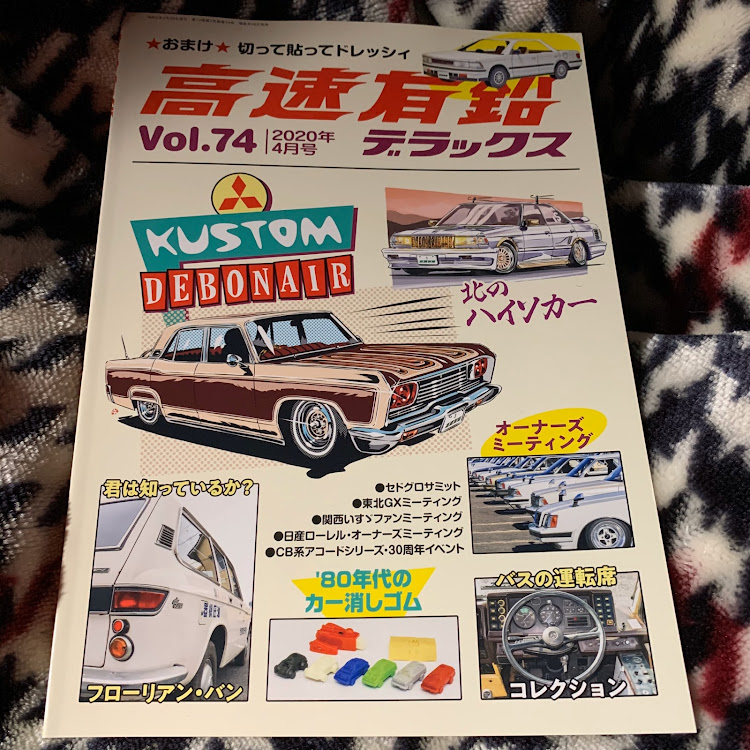 ★おまけ★ 切って貼ってドレッシィ
高速有鉛
デラックス
Vol.74
2020年
4月号
KUSTOM
DEBONAIR
北の
ハイソカー
オーナーズ
ミーティング
君は知っているか?
フローリアン・バン
●セドグロサミット
●東北GXミーティング
●関西いすゞファンミーティング
●日産ローレル・オーナーズミーティング
●CB系アコードシリーズ・30周年イベント
'80年代の
カー消しゴム
バスの運転席
コレクション